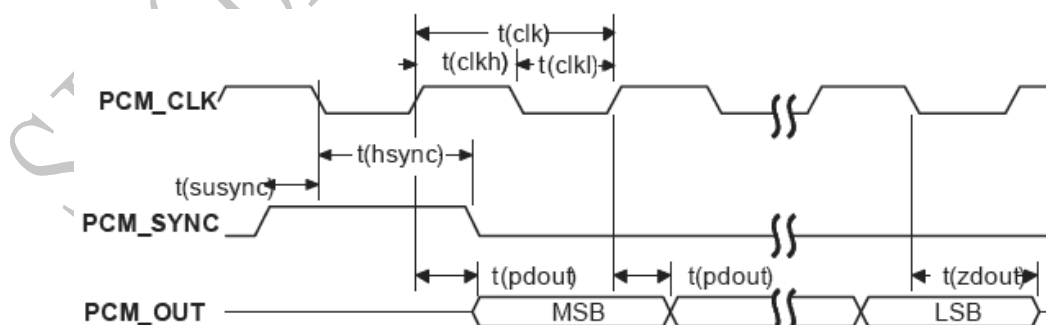 t(clk)
t(clkh) t(clkl)
PCM_CLK
t(hsync)
t(susync)
PCM_SYNC
t(pdout) t(pdout) t(zdout)
PCM_OUT MSB LSB